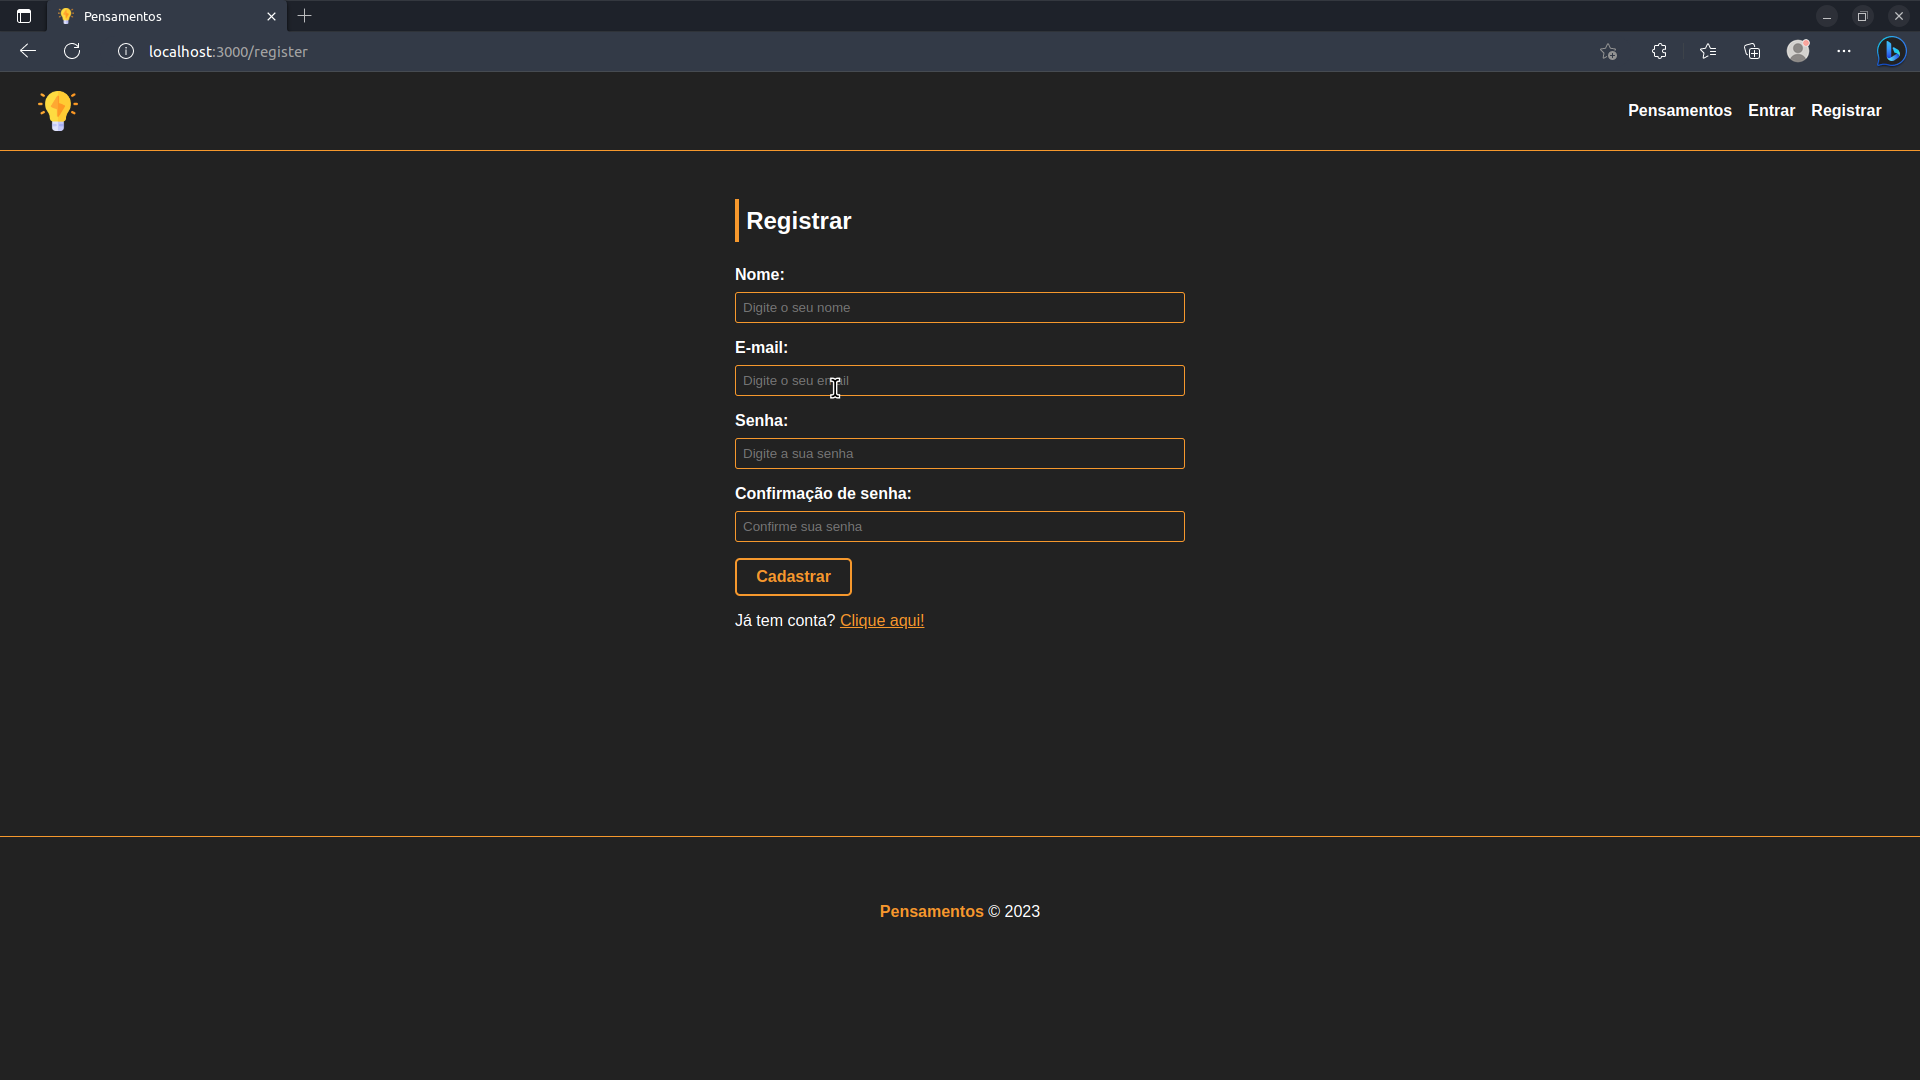 Pensamentos
localhost:3000/register
Pensamentos Entrar Registrar
Registrar
Nome:
Digite o seu nome
E-mail:
Digite o seu email
Senha:
Digite a sua senha
Confirmação de senha:
Confirme sua senha
Cadastrar
Já tem conta? Clique aqui!
Pensamentos © 2023